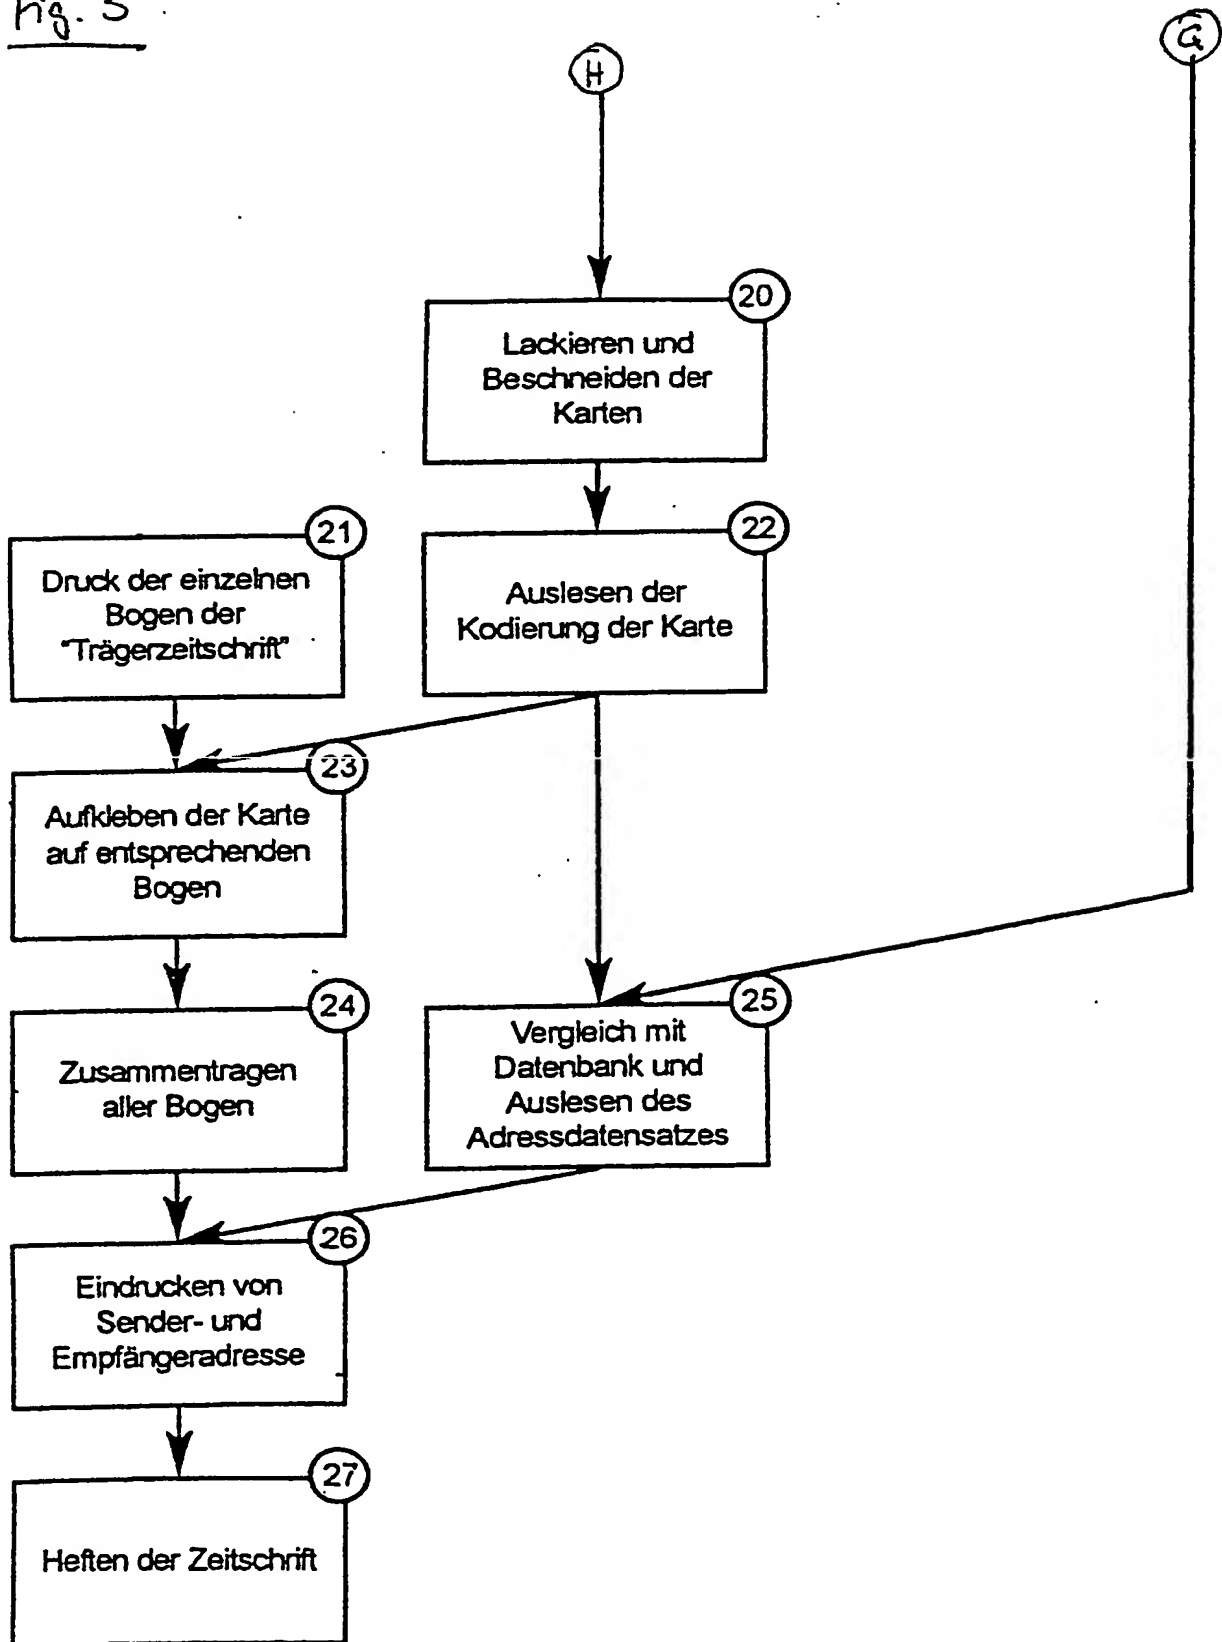 Fig. 5
H
G
20
Lackieren und
Beschneiden der
Karten
21
Druck der einzelnen
Bogen der
"Trägerzeitschrift"
22
Auslesen der
Kodierung der Karte
23
Aufkleben der Karte
auf entsprechenden
Bogen
24
Zusammentragen
aller Bogen
25
Vergleich mit
Datenbank und
Auslesen des
Adressdatensatzes
26
Eindrucken von
Sender- und
Empfängeradresse
27
Heften der Zeitschrift